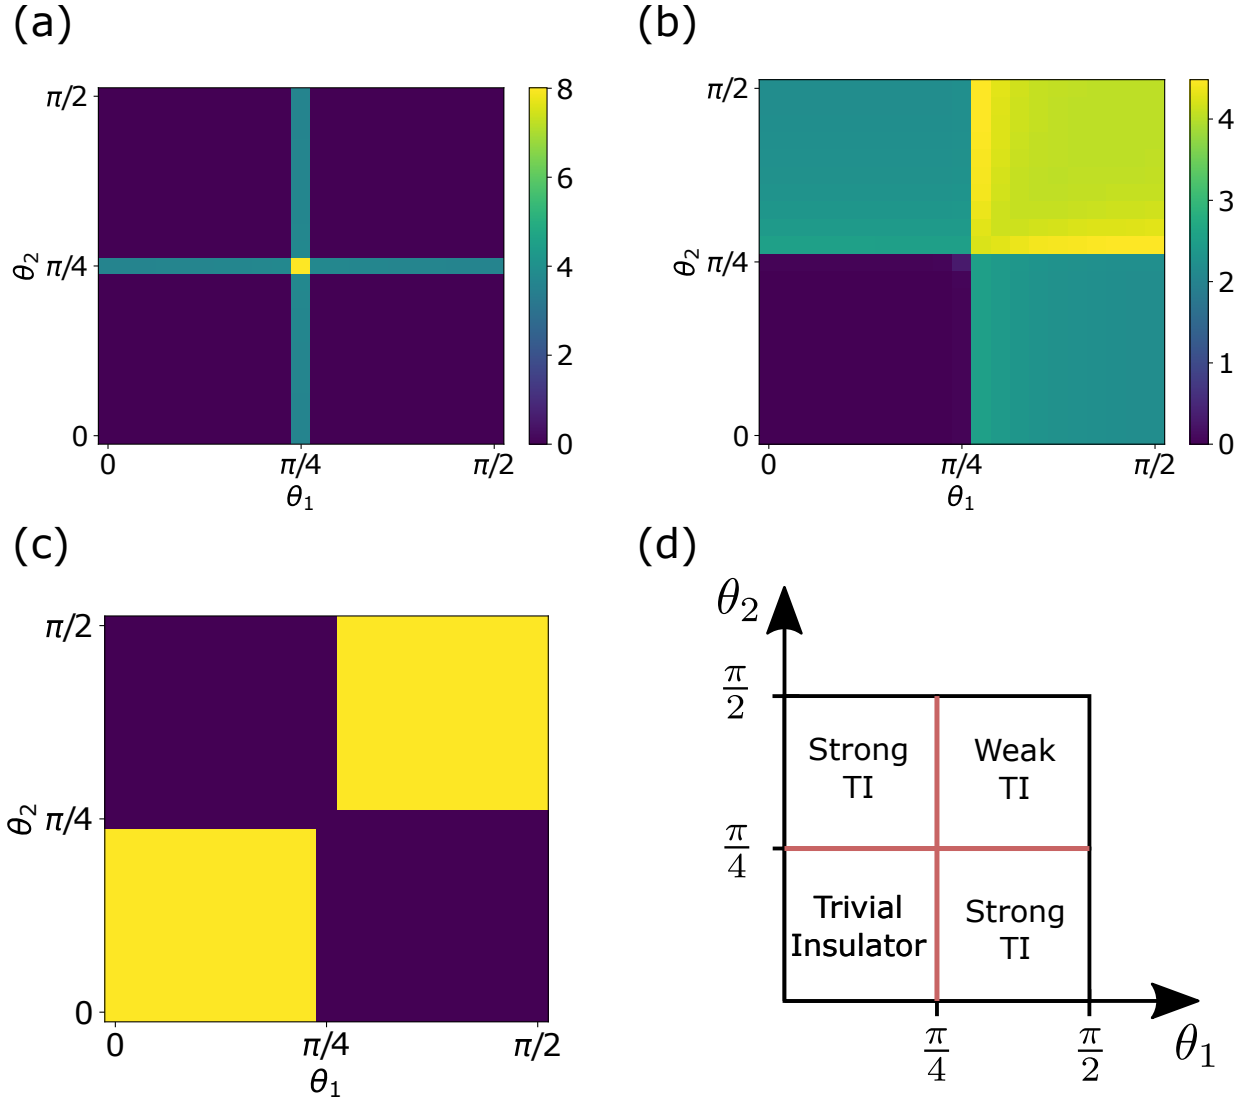 (a)
π/2
θ₂ π/4
0
0
π/4
π/2
θ₁
8
6
4
2
0
(b)
π/2
θ₂ π/4
0
0
π/4
π/2
θ₁
4
3
2
1
0
(c)
π/2
θ₂ π/4
0
0
π/4
π/2
θ₁
(d)
θ₂
π/2
π/4
Strong
TI
Weak
TI
Trivial
Insulator
Strong
TI
π/4
π/2
θ₁